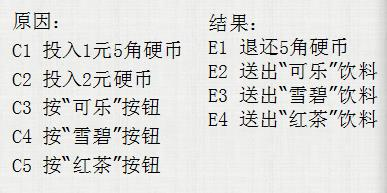 原因:
C1 投入1元5角硬币
C2 投入2元硬币
C3 按“可乐”按钮
C4 按“雪碧”按钮
C5 按“红茶”按钮
结果:
E1 退还5角硬币
E2 送出“可乐”饮料
E3 送出“雪碧”饮料
E4 送出“红茶”饮料